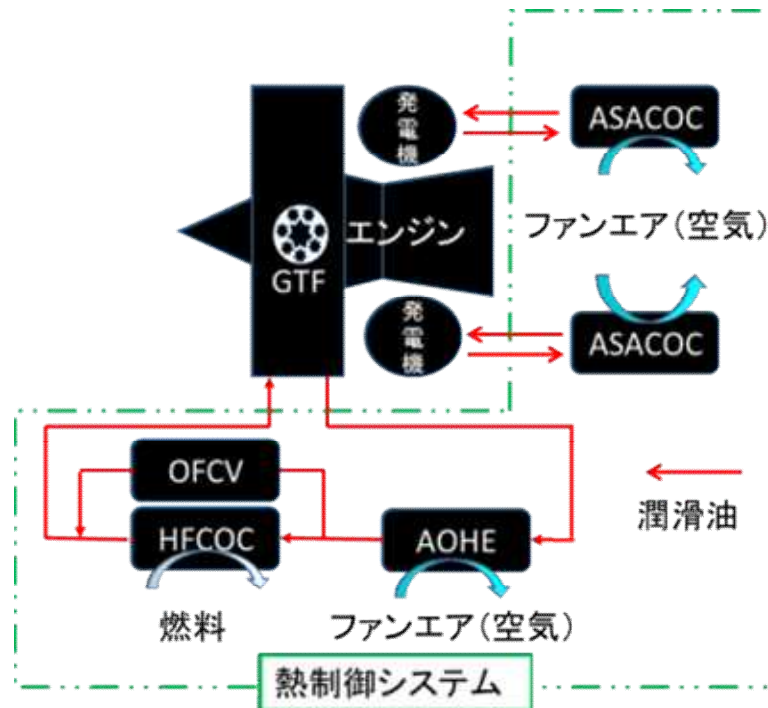 発電機
ASACOC
ファンエア(空気)
エンジン
GTF
発電機
ASACOC
OFCV
潤滑油
HFCOC
AOHE
燃料
ファンエア(空気)
熱制御システム